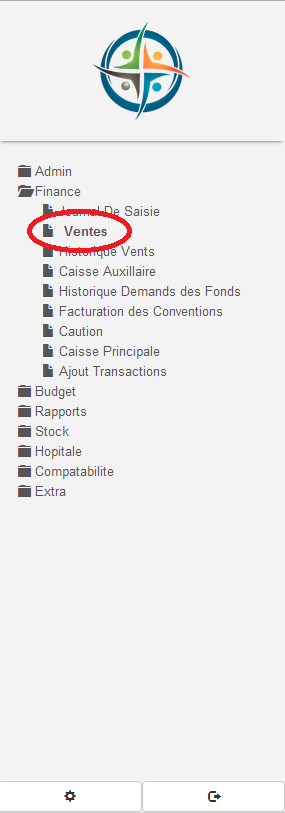 Admin
Finance
Journal De Saisie
Ventes
Historique Vents
Caisse Auxillaire
Historique Demands des Fonds
Facturation des Conventions
Caution
Caisse Principale
Ajout Transactions
Budget
Rapports
Stock
Hopitale
Compatabilite
Extra